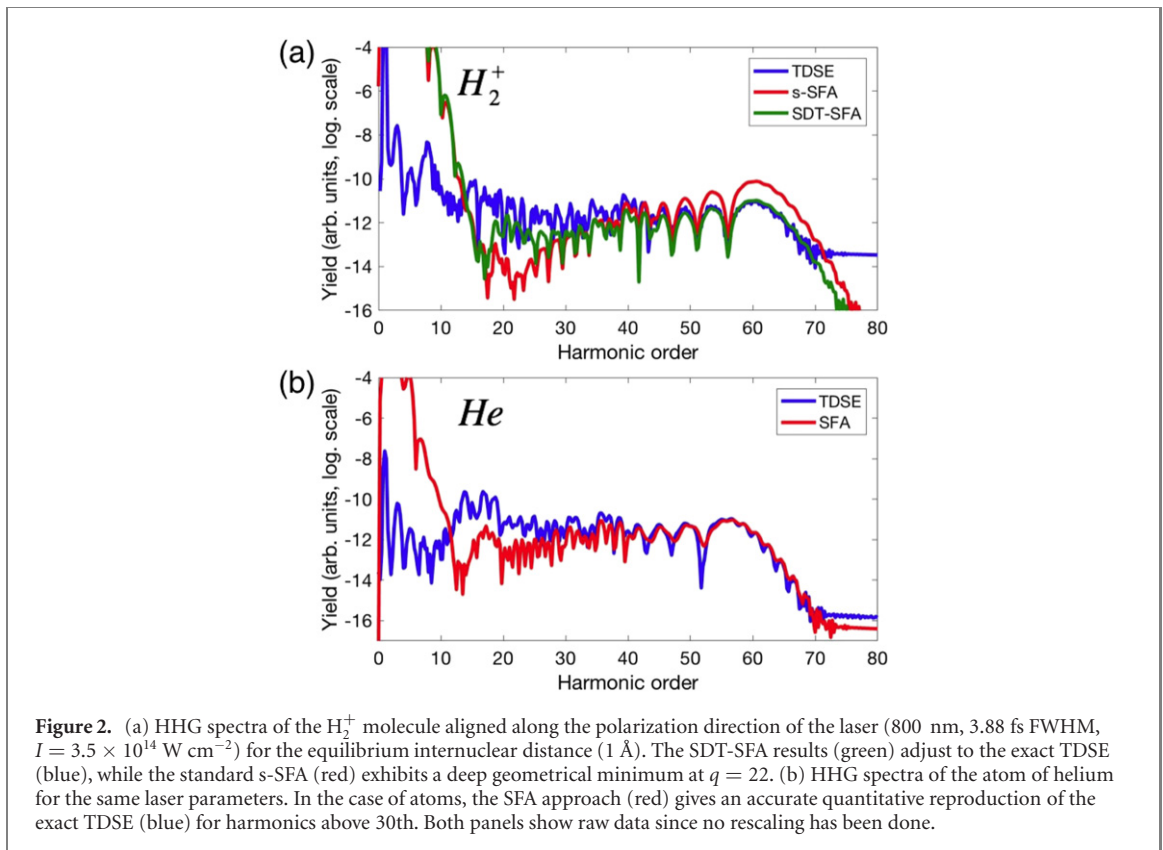 (a)
-4
-6
-8
-10
-12
-14
-16
Yield (arb. units, log. scale)
H₂⁺
TDSE
s-SFA
SDT-SFA
0 10 20 30 40 50 60 70 80
Harmonic order
(b)
-4
-6
-8
-10
-12
-14
-16
Yield (arb. units, log. scale)
He
TDSE
SFA
0 10 20 30 40 50 60 70 80
Harmonic order
Figure 2. (a) HHG spectra of the H₂⁺ molecule aligned along the polarization direction of the laser (800 nm, 3.88 fs FWHM,
I = 3.5 × 10¹⁴ W cm⁻²) for the equilibrium internuclear distance (1 Å). The SDT-SFA results (green) adjust to the exact TDSE
(blue), while the standard s-SFA (red) exhibits a deep geometrical minimum at q = 22. (b) HHG spectra of the atom of helium
for the same laser parameters. In the case of atoms, the SFA approach (red) gives an accurate quantitative reproduction of the
exact TDSE (blue) for harmonics above 30th. Both panels show raw data since no rescaling has been done.